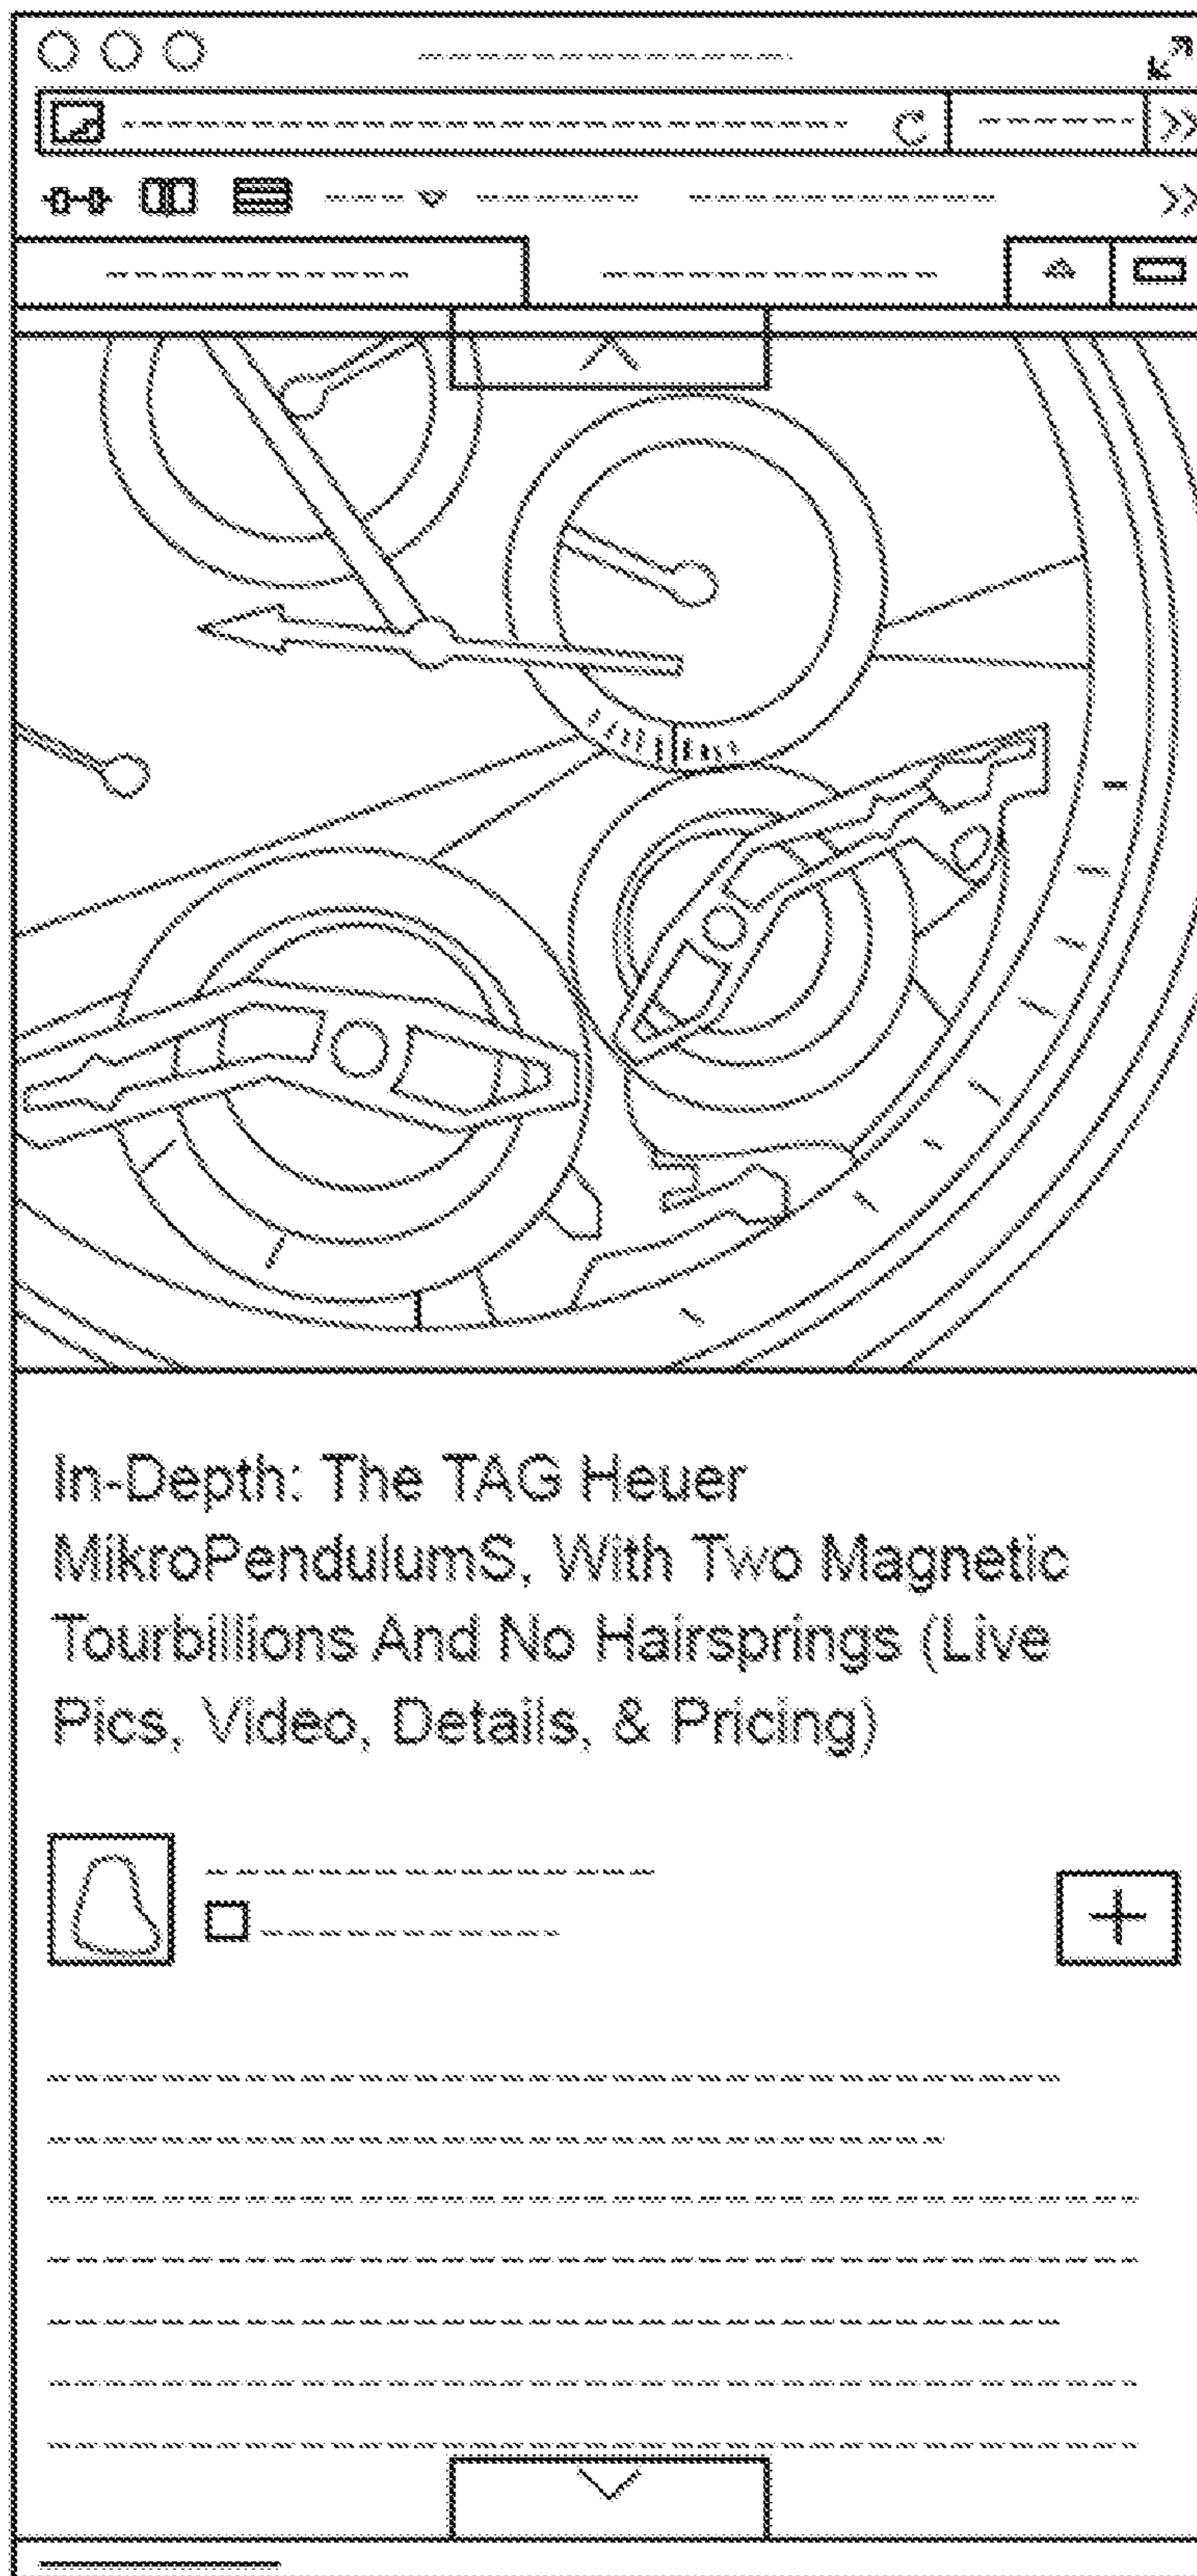 In-Depth: The TAG Heuer
MikroPendulumS, With Two Magnetic
Tourbillions And No Hairsprings (Live
Pics, Video, Details, & Pricing)